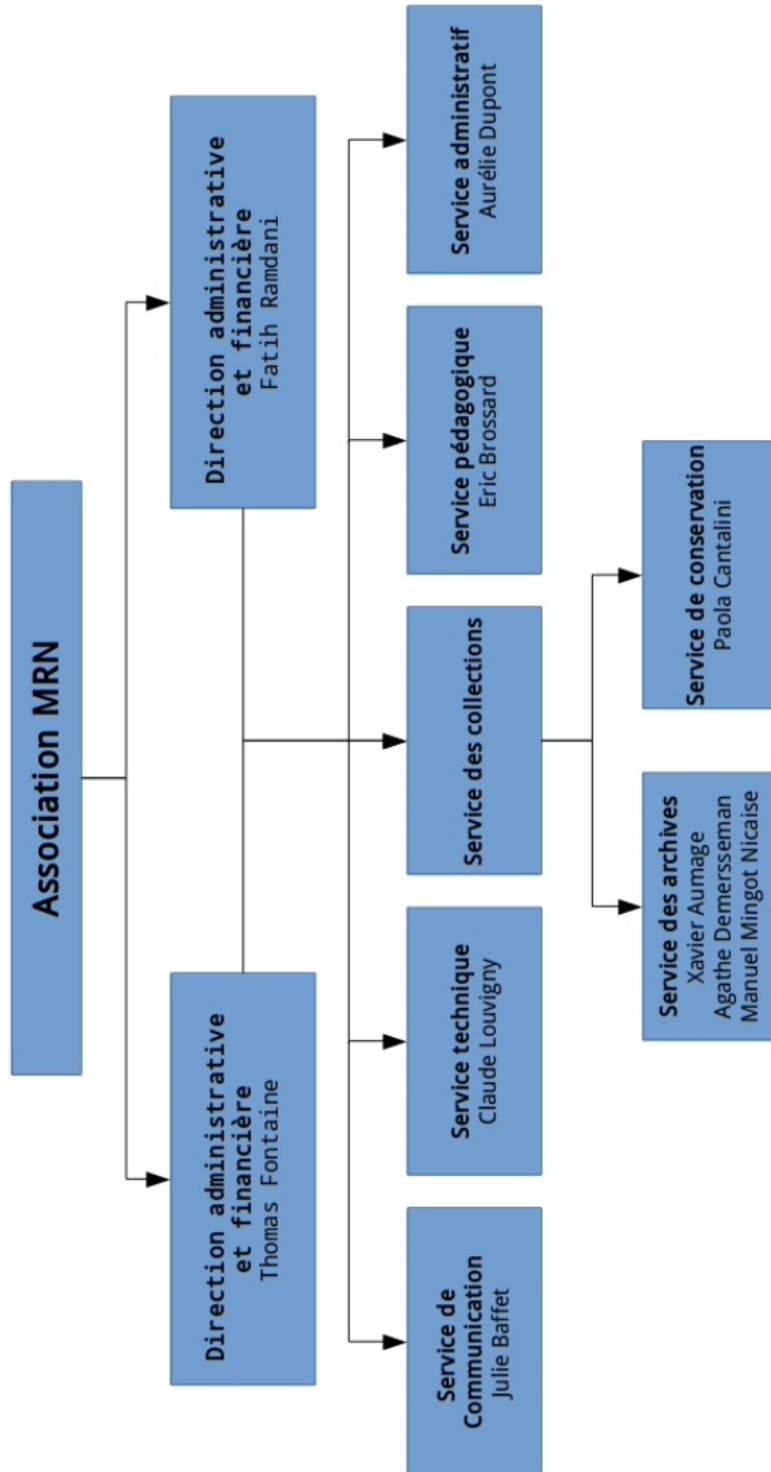 Association MRN
Direction administrative
et financière
Thomas Fontaine
Direction administrative
et financière
Fatih Ramdani
Service de
Communication
Julie Baffet
Service technique
Claude Louvigny
Service des collections
Service pédagogique
Eric Brossard
Service administratif
Aurélie Dupont
Service des archives
Xavier Aumage
Agathe Demersseman
Manuel Mingot Nicaise
Service de conservation
Paola Cantalini